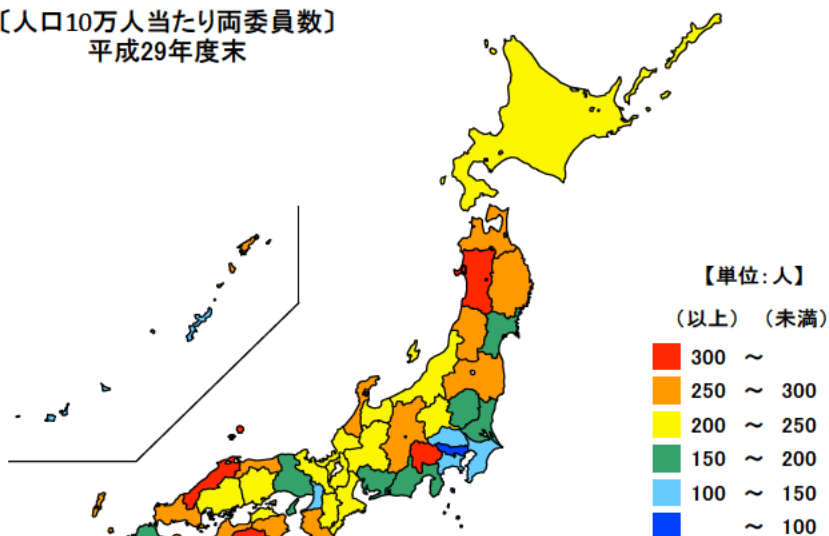 〔人口10万人当たり両委員数〕
平成29年度末
【単位：人】
（以上） （未満）
300 ～
250 ～ 300
200 ～ 250
150 ～ 200
100 ～ 150
～ 100